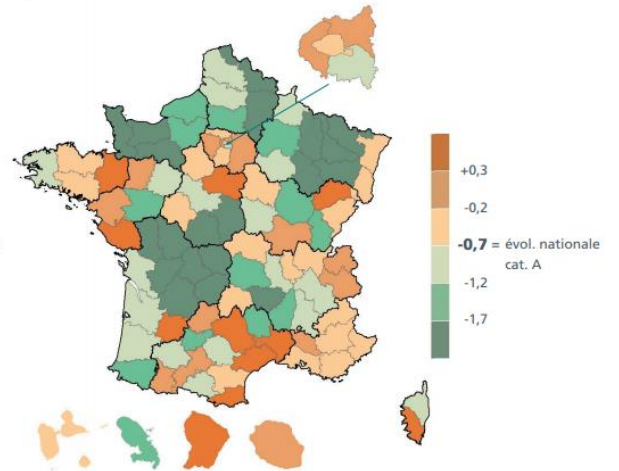 +0,3
-0,2
-0,7 = évol. nationale
cat. A
-1,2
-1,7